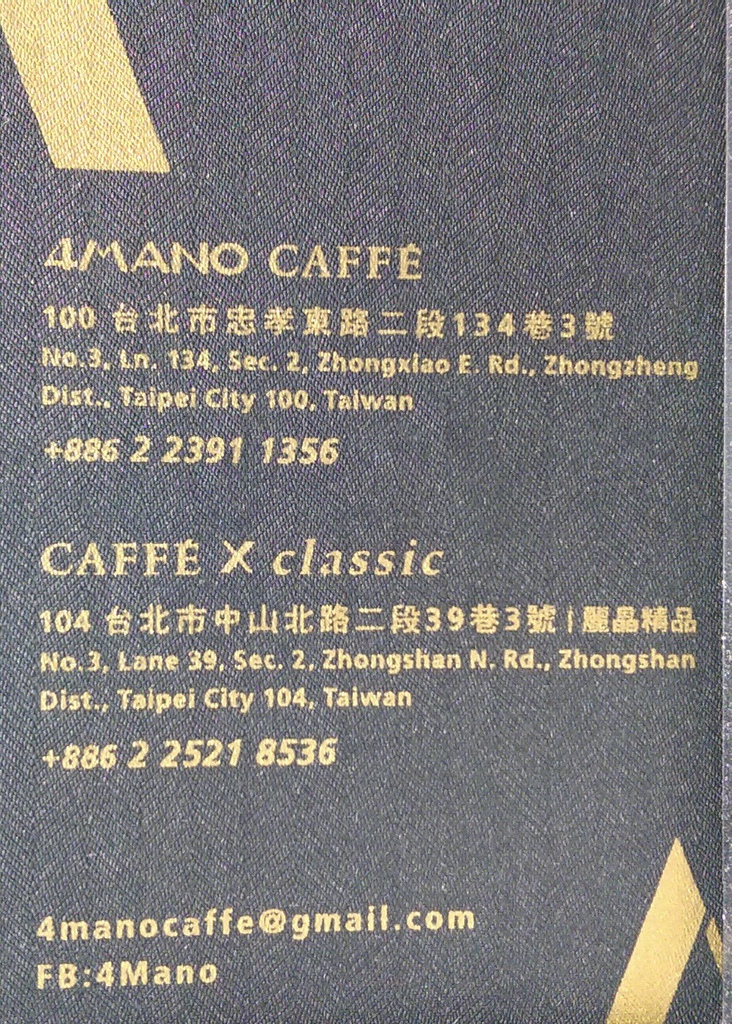 4MANO CAFFÉ
100 台北市忠孝東路二段134巷3號
No.3, Ln. 134, Sec. 2, Zhongxiao E. Rd., Zhongzheng
Dist., Taipei City 100, Taiwan
+886 2 2391 1356
CAFFÉ X classic
104 台北市中山北路二段39巷3號 | 麗晶精品
No.3, Lane 39, Sec. 2, Zhongshan N. Rd., Zhongshan
Dist., Taipei City 104, Taiwan
+886 2 2521 8536
4manocaffe@gmail.com
FB:4Mano